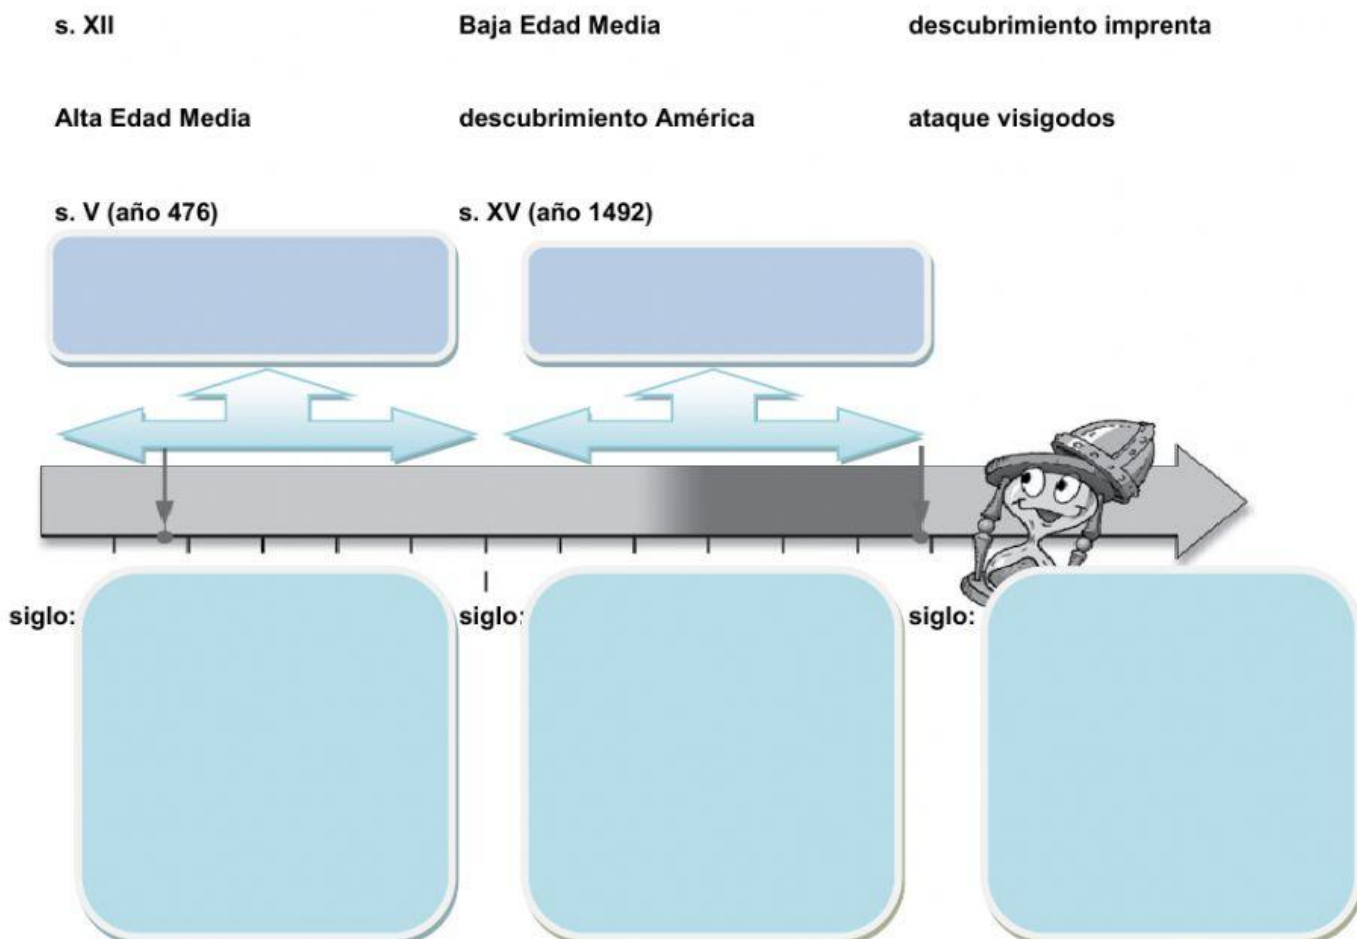 s. XII Baja Edad Media descubrimiento imprenta
Alta Edad Media descubrimiento América ataque visigodos
s. V (año 476) s. XV (año 1492)
siglo: siglo: siglo: